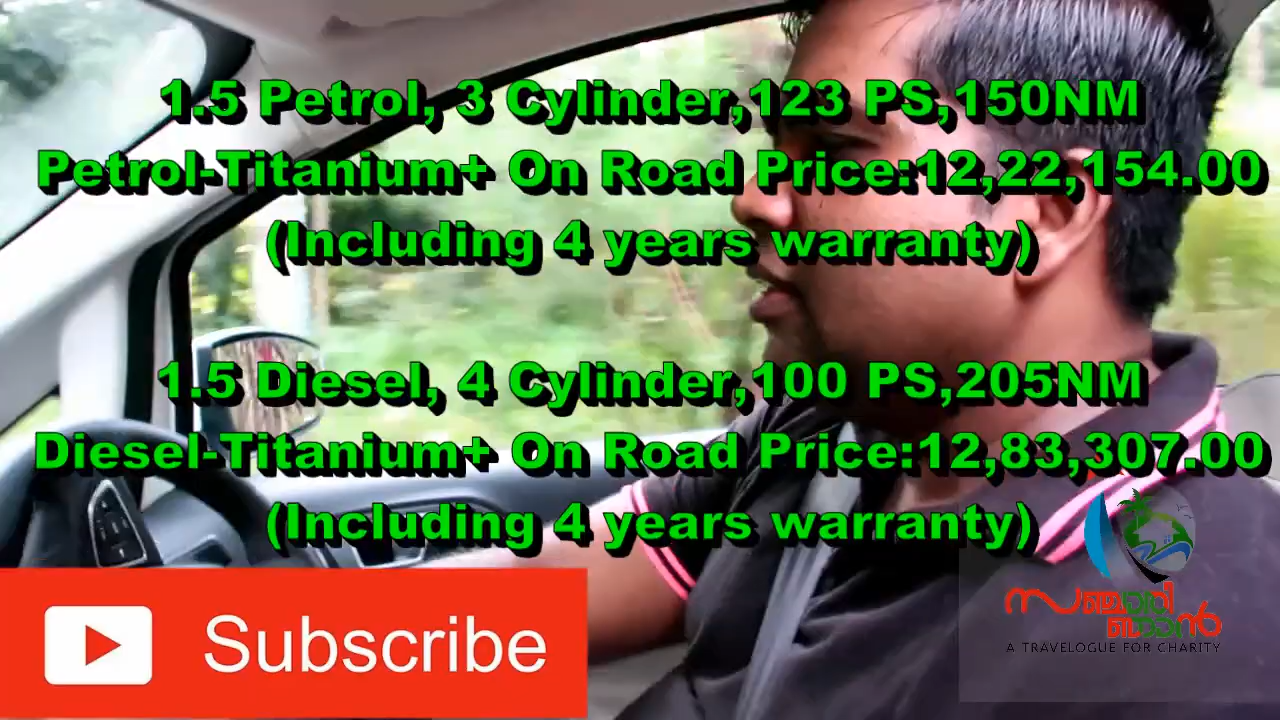 1.5 Petrol, 3 Cylinder,123 PS,150NM
Petrol-Titanium+ On Road Price:12,22,154.00
(Including 4 years warranty)
1.5 Diesel, 4 Cylinder,100 PS,205NM
Diesel-Titanium+ On Road Price:12,83,307.00
(Including 4 years warranty)
Subscribe
സഞ്ചാരി
ഞാൻ
A TRAVELOGUE FOR CHARITY